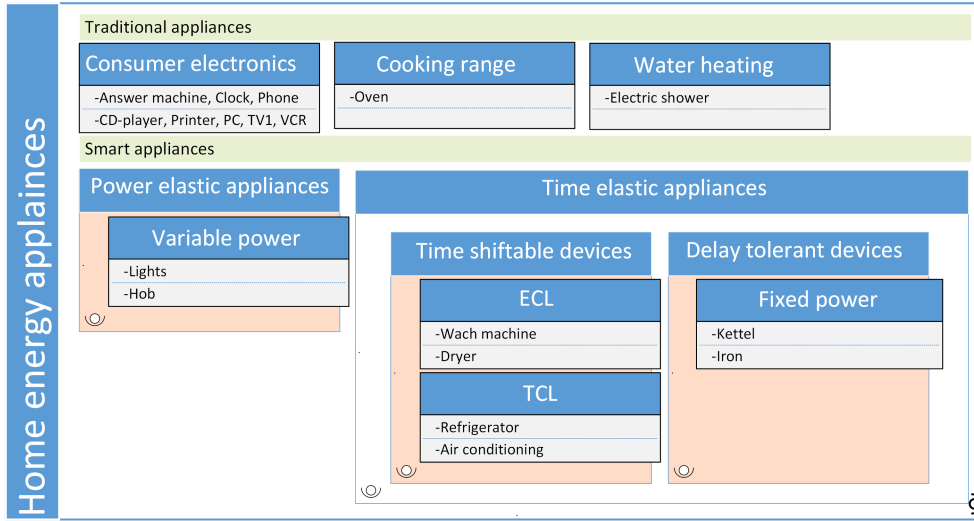 Home energy applainces
Traditional appliances
Consumer electronics
-Answer machine, Clock, Phone
-CD-player, Printer, PC, TV1, VCR
Cooking range
-Oven
Water heating
-Electric shower
Smart appliances
Power elastic appliances
Variable power
-Lights
-Hob
Time elastic appliances
Time shiftable devices
ECL
-Wach machine
-Dryer
TCL
-Refrigerator
-Air conditioning
Delay tolerant devices
Fixed power
-Kettel
-Iron